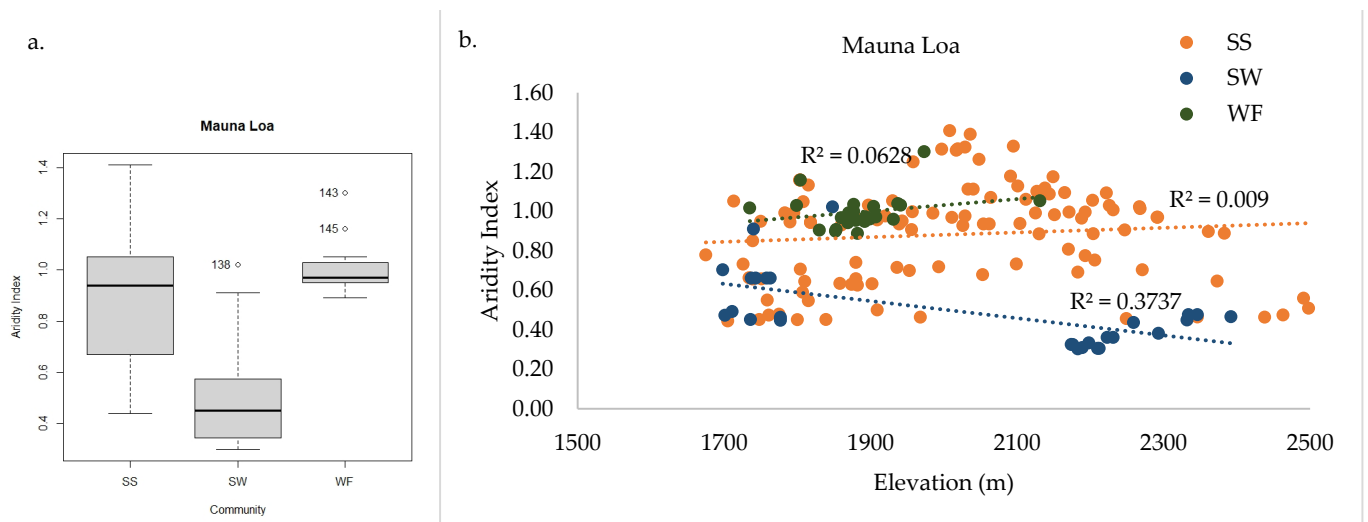 a.
Mauna Loa
Aridity Index
1.4
1.2
1.0
0.8
0.6
0.4
138
143
145
SS
SW
WF
Community
b.
Mauna Loa
SS
SW
WF
Aridity Index
1.60
1.40
1.20
1.00
0.80
0.60
0.40
0.20
0.00
R² = 0.0628
R² = 0.009
R² = 0.3737
1500
1700
1900
2100
2300
2500
Elevation (m)